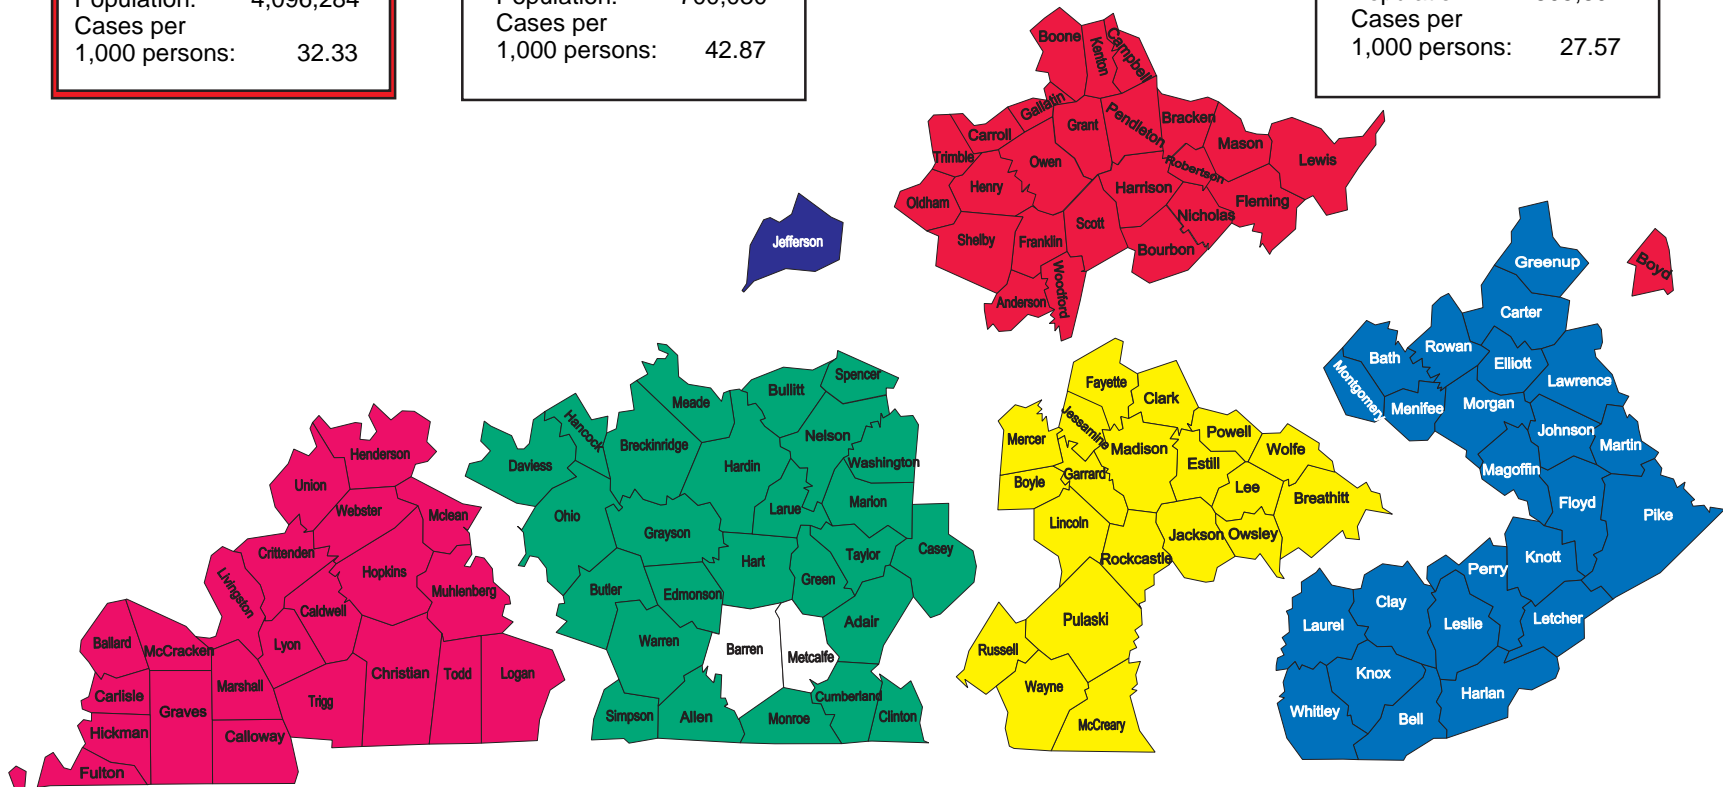 Cases per
1,000 persons: 32.33
Cases per
1,000 persons: 42.87
Cases per
1,000 persons: 27.57
Boone
Kenton
Campbell
Gallatin
Carroll
Grant
Pendleton
Bracken
Mason
Lewis
Trimble
Owen
Robertson
Henry
Harrison
Oldham
Fleming
Nicholas
Scott
Shelby
Franklin
Bourbon
Woodford
Anderson
Jefferson
Boyd
Greenup
Carter
Rowan
Bath
Elliott
Montgomery
Lawrence
Menifee
Morgan
Johnson
Martin
Magoffin
Floyd
Pike
Knott
Perry
Clay
Laurel
Leslie
Letcher
Knox
Harlan
Whitley
Bell
Fayette
Clark
Jessamine
Mercer
Madison
Powell
Wolfe
Estill
Garrard
Boyle
Lee
Breathitt
Lincoln
Jackson
Owsley
Rockcastle
Pulaski
Russell
Wayne
McCreary
Spencer
Bullitt
Meade
Hancock
Breckinridge
Nelson
Daviess
Hardin
Washington
Marion
Larue
Ohio
Grayson
Hart
Taylor
Casey
Green
Butler
Edmonson
Adair
Warren
Barren
Metcalfe
Cumberland
Simpson
Allen
Monroe
Clinton
Henderson
Union
Webster
Mclean
Crittenden
Hopkins
Livingston
Muhlenberg
Caldwell
Ballard
McCracken
Lyon
Marshall
Christian
Todd
Logan
Carlisle
Trigg
Graves
Hickman
Calloway
Fulton